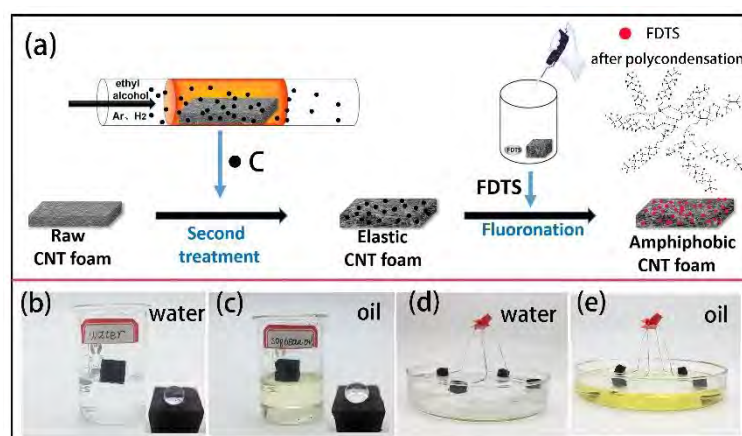 (a)
FDTS
after polycondensation
ethyl
alcohol
Ar、H2
C
FDTS
FDTS
Raw
CNT foam
Second
treatment
Elastic
CNT foam
Fluoronation
Amphiphobic
CNT foam
(b)
water
water
(c)
oil
(d)
water
(e)
oil